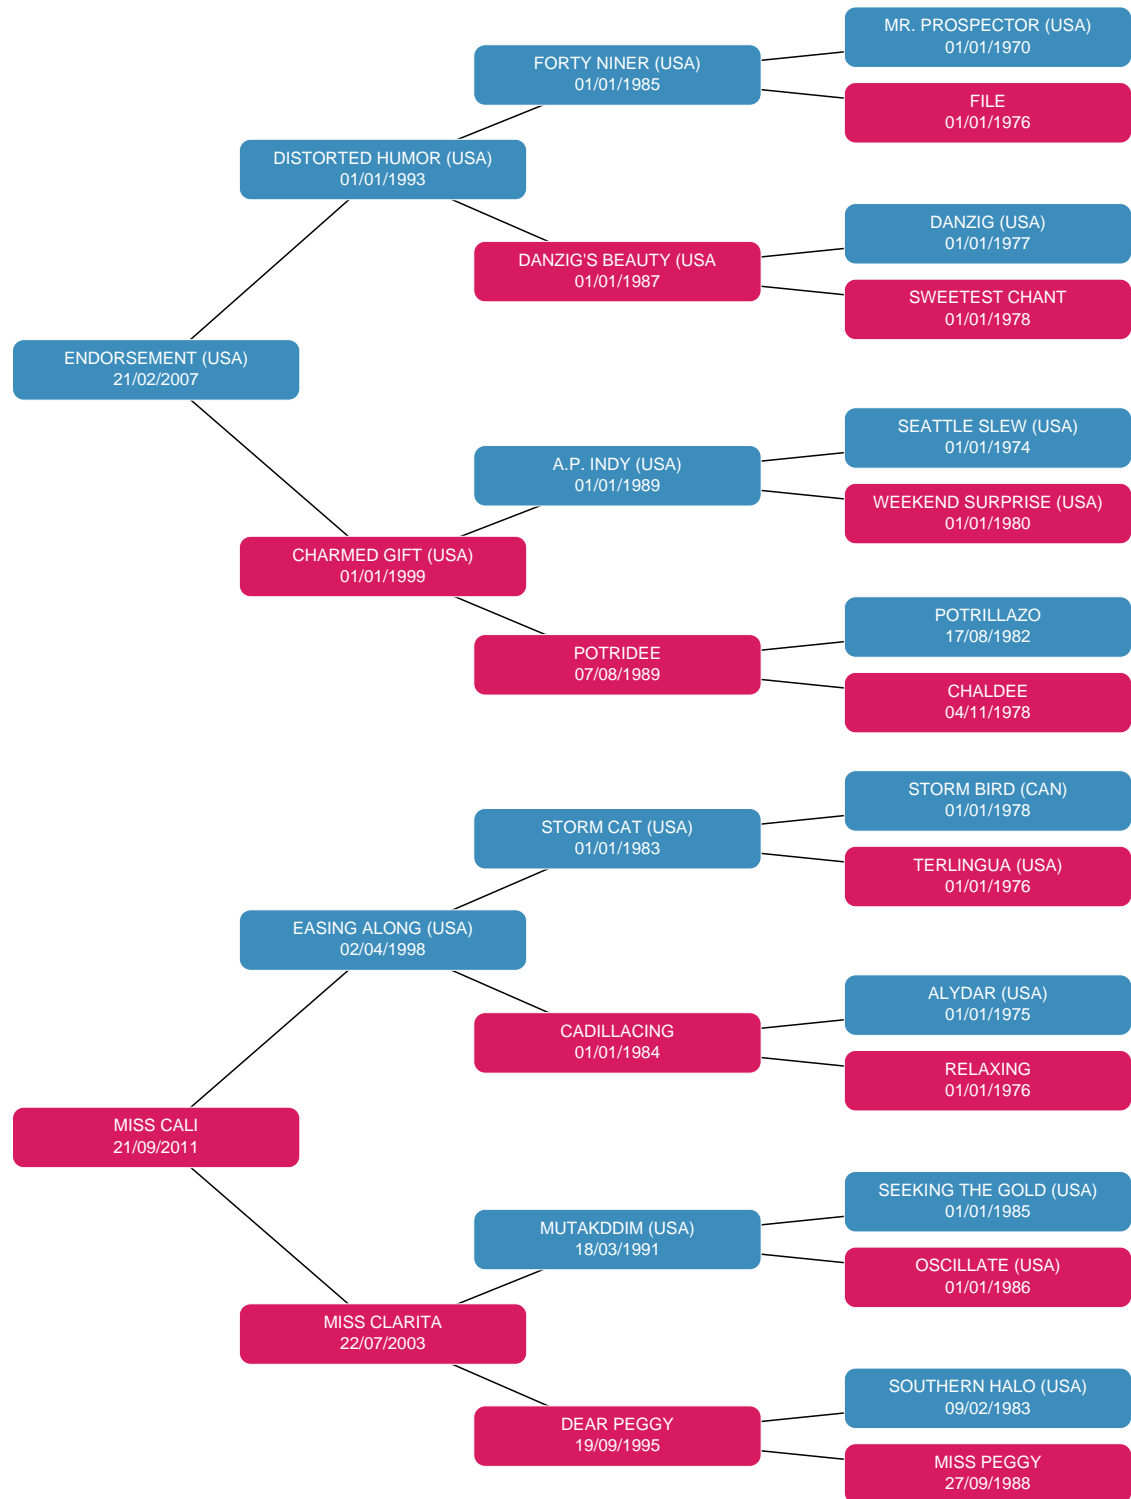 MR. PROSPECTOR (USA)
01/01/1970
FORTY NINER (USA)
01/01/1985
FILE
01/01/1976
DISTORTED HUMOR (USA)
01/01/1993
DANZIG (USA)
01/01/1977
DANZIG'S BEAUTY (USA
01/01/1987
SWEETEST CHANT
01/01/1978
ENDORSEMENT (USA)
21/02/2007
SEATTLE SLEW (USA)
01/01/1974
A.P. INDY (USA)
01/01/1989
WEEKEND SURPRISE (USA)
01/01/1980
CHARMED GIFT (USA)
01/01/1999
POTRILLAZO
17/08/1982
POTRIDEE
07/08/1989
CHALDEE
04/11/1978
STORM BIRD (CAN)
01/01/1978
STORM CAT (USA)
01/01/1983
TERLINGUA (USA)
01/01/1976
EASING ALONG (USA)
02/04/1998
ALYDAR (USA)
01/01/1975
CADILLACING
01/01/1984
RELAXING
01/01/1976
MISS CALI
21/09/2011
SEEKING THE GOLD (USA)
01/01/1985
MUTAKDDIM (USA)
18/03/1991
OSCILLATE (USA)
01/01/1986
MISS CLARITA
22/07/2003
SOUTHERN HALO (USA)
09/02/1983
DEAR PEGGY
19/09/1995
MISS PEGGY
27/09/1988